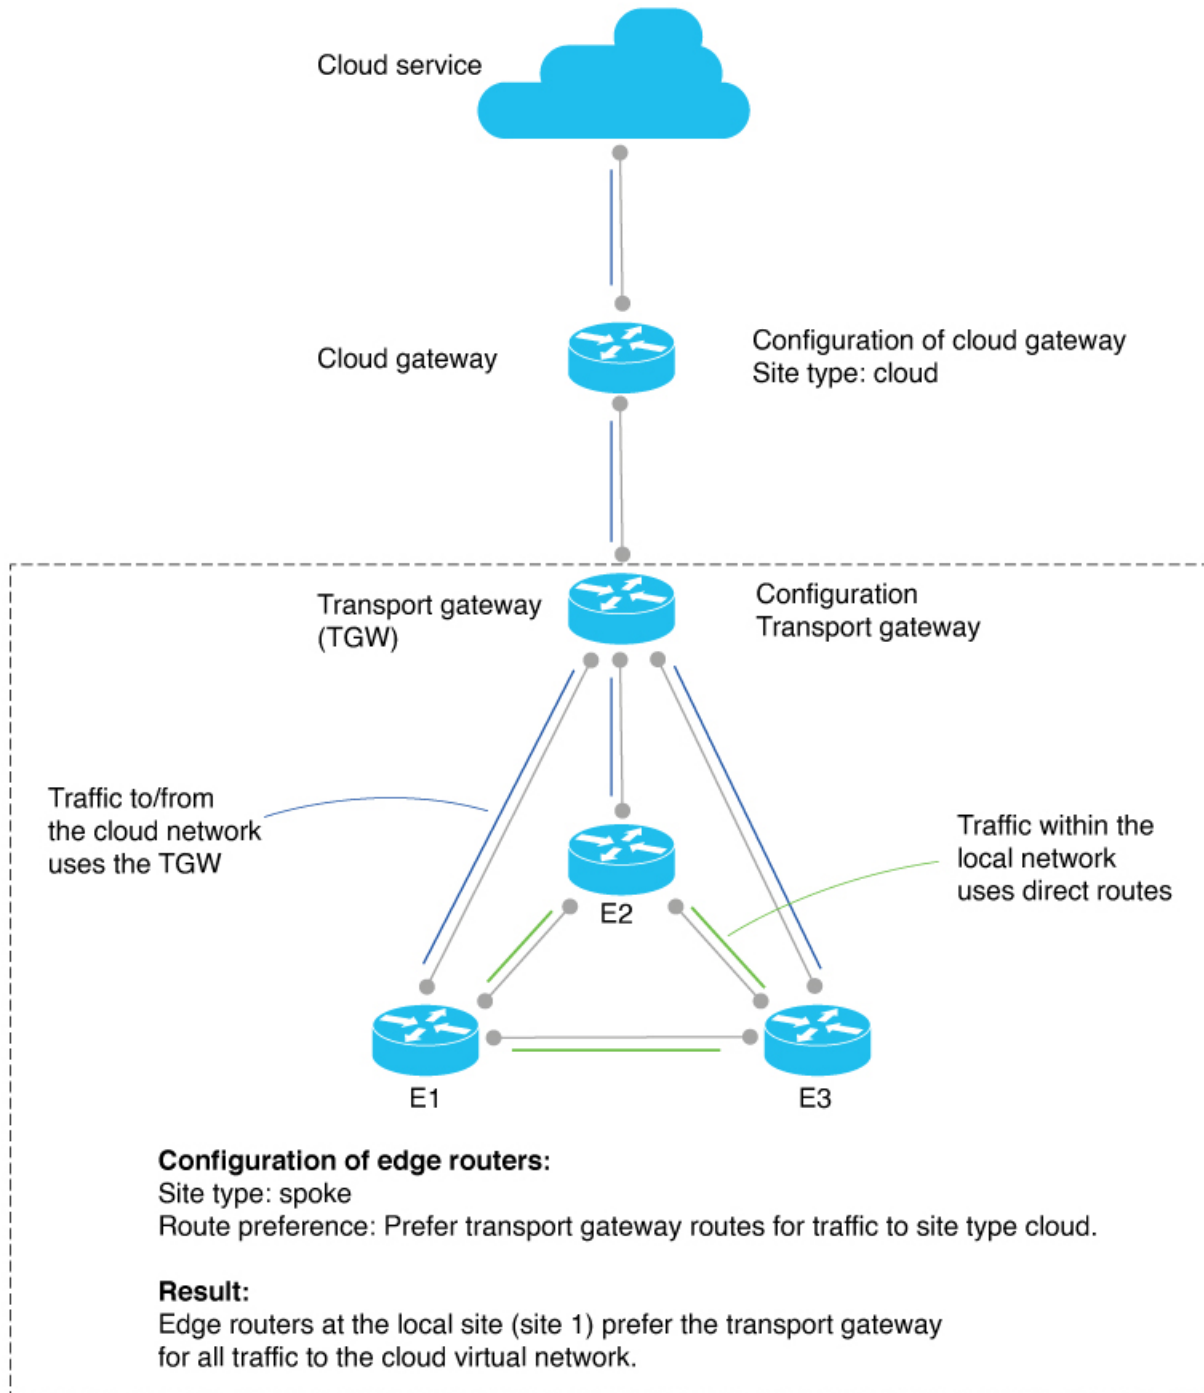 Cloud service
Cloud gateway
Configuration of cloud gateway
Site type: cloud
Transport gateway
(TGW)
Configuration
Transport gateway
Traffic to/from
the cloud network
uses the TGW
Traffic within the
local network
uses direct routes
E2
E1
E3
Configuration of edge routers:
Site type: spoke
Route preference: Prefer transport gateway routes for traffic to site type cloud.
Result:
Edge routers at the local site (site 1) prefer the transport gateway
for all traffic to the cloud virtual network.